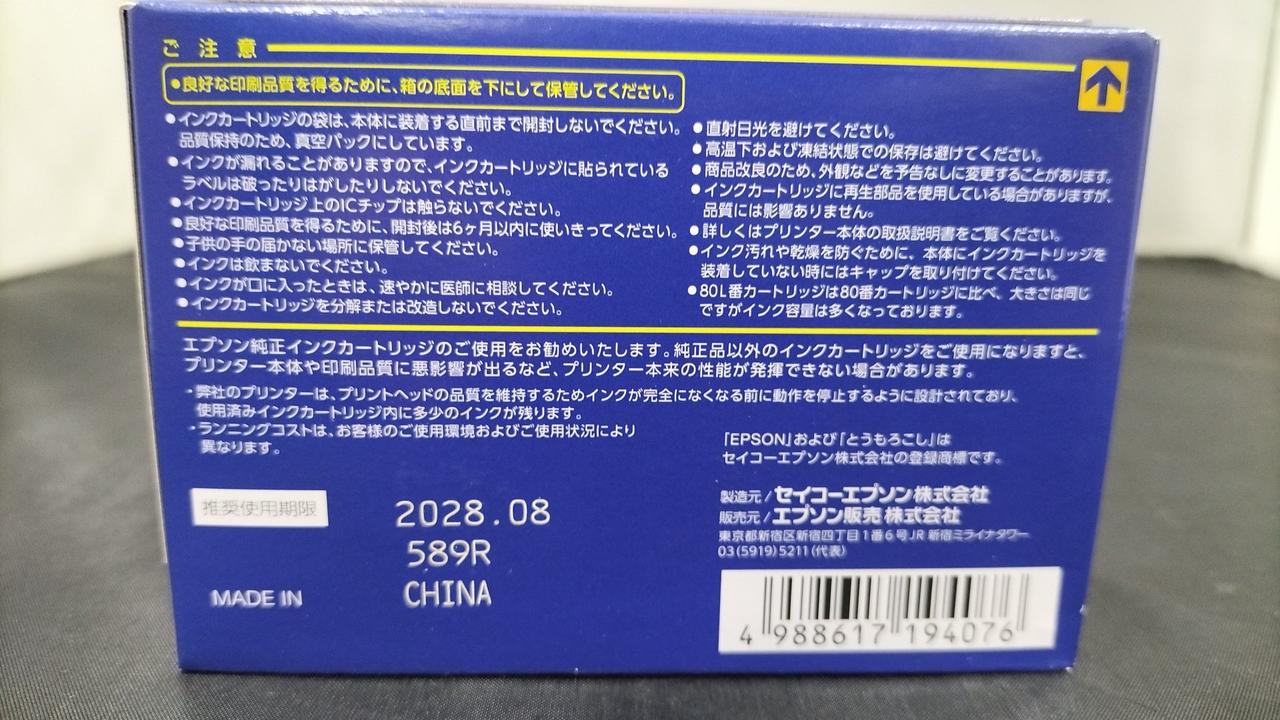 ご注意
●良好な印刷品質を得るために、箱の底面を下にして保管してください。
●インクカートリッジの袋は、本体に装着する直前まで開封しないでください。
品質保持のため、真空パックにしています。
●インクが漏れることがありますので、インクカートリッジに貼られている
ラベルは破ったりはがしたりしないでください。
●インクカートリッジ上のICチップは触らないでください。
●良好な印刷品質を得るために、開封後は6ヶ月以内に使いきってください。
●子供の手の届かない場所に保管してください。
●インクは飲まないでください。
●インクが口に入ったときは、速やかに医師に相談してください。
●インクカートリッジを分解または改造しないでください。
●直射日光を避けてください。
●高温下および凍結状態での保存は避けてください。
●商品改良のため、外観などを予告なしに変更することがあります。
●インクカートリッジに再生部品を使用している場合がありますが、
品質には影響ありません。
●詳しくはプリンター本体の取扱説明書をご覧ください。
●インク汚れや乾燥を防ぐために、本体にインクカートリッジを
装着していない時にはキャップを取り付けてください。
●80L番カートリッジは80番カートリッジに比べ、大きさは同じ
ですがインク容量は多くなっております。
エプソン純正インクカートリッジのご使用をお勧めいたします。純正品以外のインクカートリッジをご使用になりますと、
プリンター本体や印刷品質に悪影響が出るなど、プリンター本来の性能が発揮できない場合があります。
・弊社のプリンターは、プリントヘッドの品質を維持するためインクが完全になくなる前に動作を停止するように設計されており、
使用済みインクカートリッジ内に多少のインクが残ります。
・ランニングコストは、お客様のご使用環境およびご使用状況により
異なります。
「EPSON」および「とうもろこし」は
セイコーエプソン株式会社の登録商標です。
推奨使用期限
2028.08
589R
MADE IN CHINA
製造元/セイコーエプソン株式会社
販売元/エプソン販売 株式会社
東京都新宿区新宿四丁目1番6号JR 新宿ミライナタワー
03(5919)5211(代表)
4 988617 194076